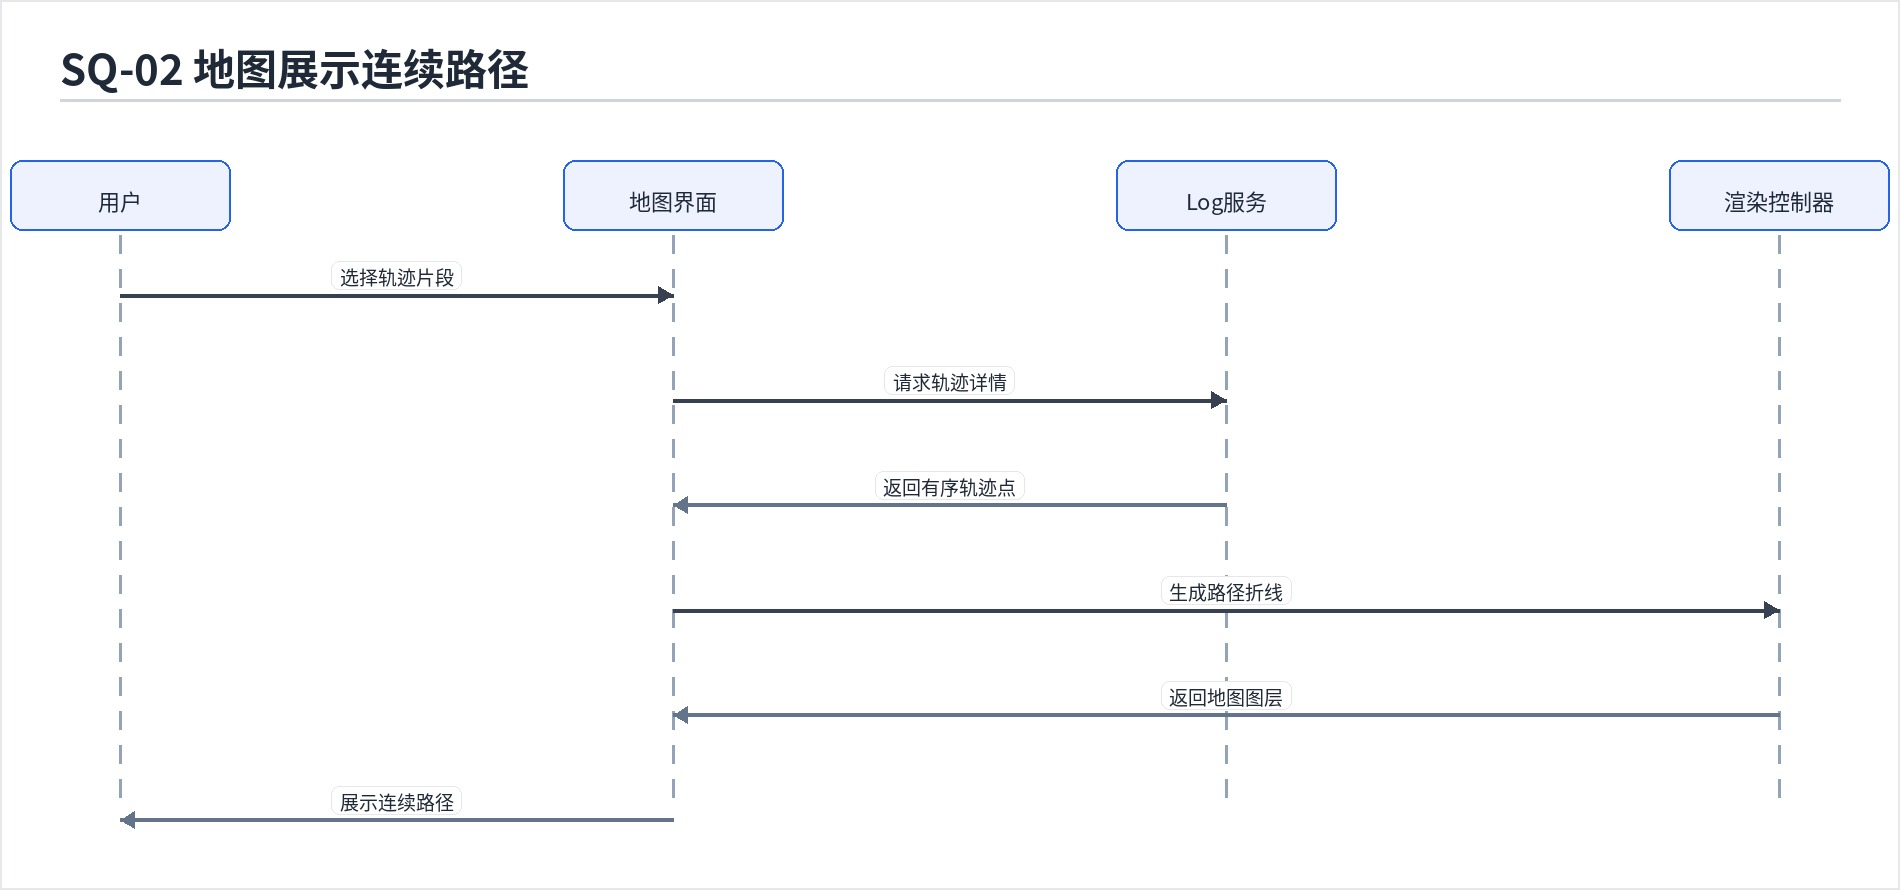 SQ-02 地图展示连续路径
用户
地图界面
Log服务
渲染控制器
选择轨迹片段
请求轨迹详情
返回有序轨迹点
生成路径折线
返回地图图层
展示连续路径